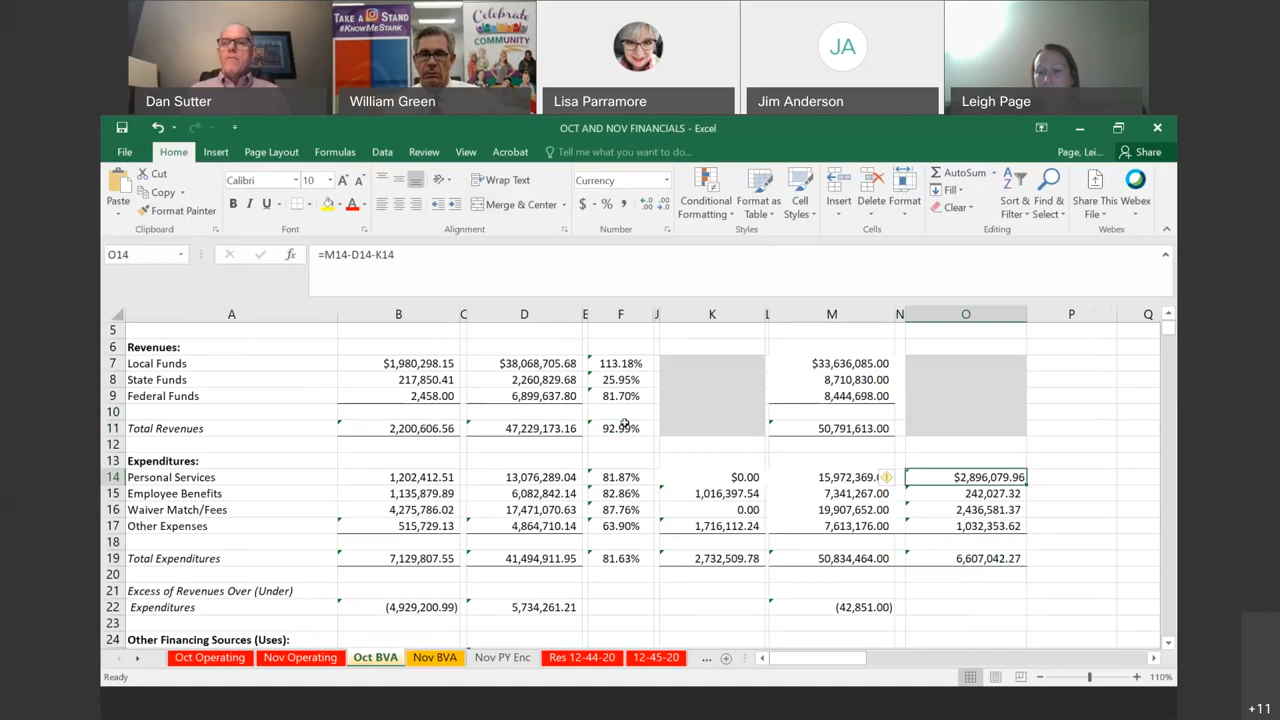 TAKE A STAND
#KNOWMESTARK
Celebrate
COMMUNITY
JA
Dan Sutter
William Green
Lisa Parramore
Jim Anderson
Leigh Page
OCT AND NOV FINANCIALS - Excel
File Home Insert Page Layout Formulas Data Review View Acrobat Tell me what you want to do... Page, Lei... Share
Paste
Cut
Copy
Format Painter
Calibri 10 A A
B I U A
Wrap Text
Merge & Center
Currency
$ % ,
Conditional Formatting
Format as Table
Cell Styles
Insert
Delete
Format
AutoSum
Fill
Clear
Sort & Filter
Find & Select
Share This
Webex
Clipboard Font Alignment Number Styles Cells Editing Webex
O14 fx =M14-D14-K14
A B C D E F J K L M N O P Q
5
6 Revenues:
7 Local Funds $1,980,298.15 $38,068,705.68 113.18% $33,636,085.00
8 State Funds 217,850.41 2,260,829.68 25.95% 8,710,830.00
9 Federal Funds 2,458.00 6,899,637.80 81.70% 8,444,698.00
10
11 Total Revenues 2,200,606.56 47,229,173.16 92.99% 50,791,613.00
12
13 Expenditures:
14 Personal Services 1,202,412.51 13,076,289.04 81.87% $0.00 15,972,369. $2,896,079.96
15 Employee Benefits 1,135,879.89 6,082,842.14 82.86% 1,016,397.54 7,341,267.00 242,027.32
16 Waiver Match/Fees 4,275,786.02 17,471,070.63 87.76% 0.00 19,907,652.00 2,436,581.37
17 Other Expenses 515,729.13 4,864,710.14 63.90% 1,716,112.24 7,613,176.00 1,032,353.62
18
19 Total Expenditures 7,129,807.55 41,494,911.95 81.63% 2,732,509.78 50,834,464.00 6,607,042.27
20
21 Excess of Revenues Over (Under)
22 Expenditures (4,929,200.99) 5,734,261.21 (42,851.00)
23
24 Other Financing Sources (Uses):
Oct Operating Nov Operating Oct BVA Nov BVA Nov PY Enc Res 12-44-20 12-45-20 ...
Ready 110%
+11